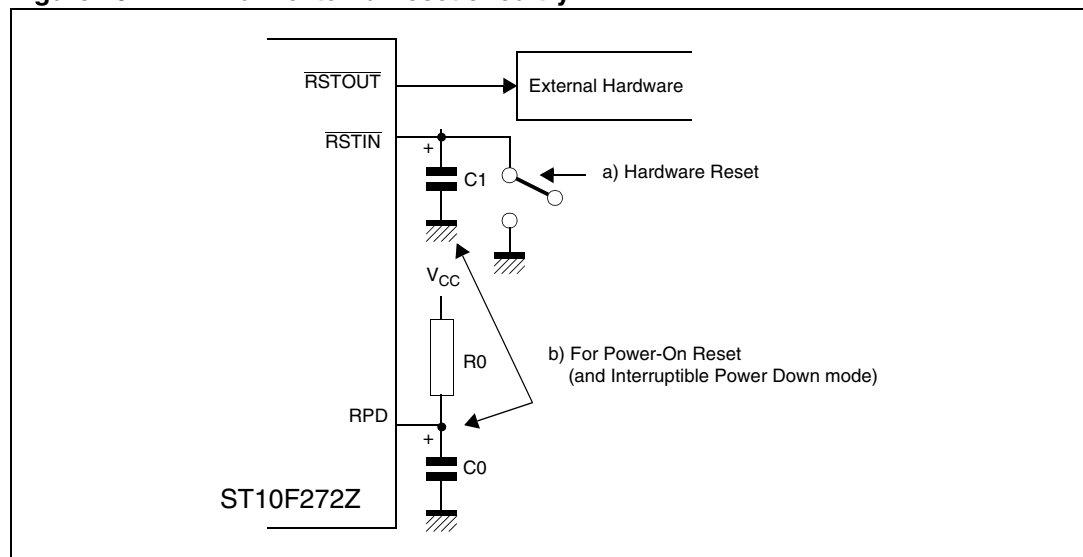 RSTOUT
External Hardware
RSTIN
+
C1
a) Hardware Reset
VCC
R0
b) For Power-On Reset
(and Interruptible Power Down mode)
RPD
+
C0
ST10F272Z